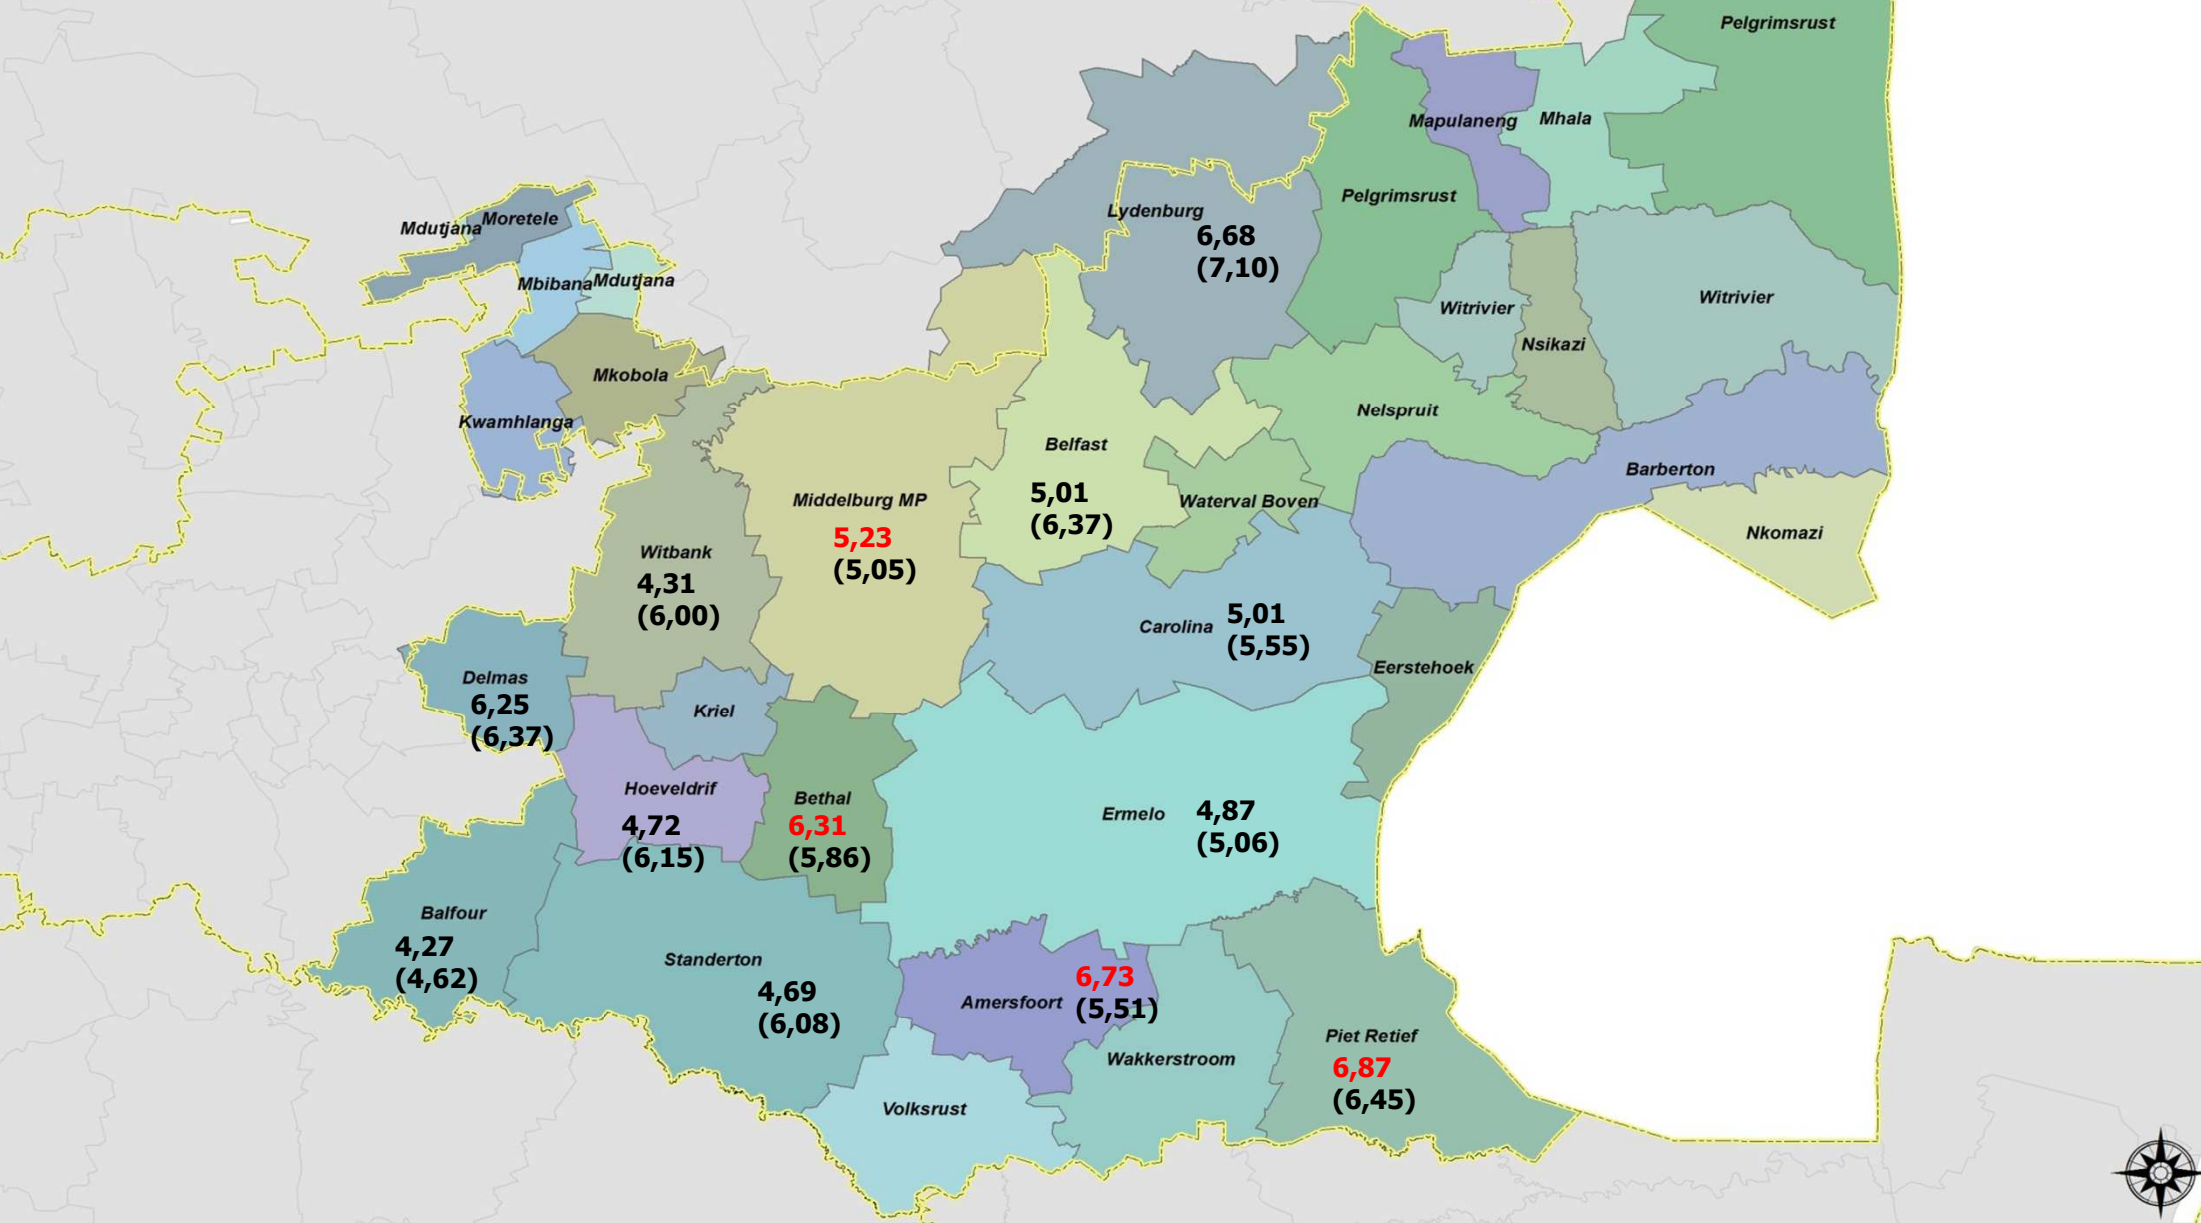 Pelgrimsrust
Mapulaneng
Mhala
Pelgrimsrust
Lydenburg
6,68
(7,10)
Mdutjana
Moretele
Mbibana
Mdutjana
Witrivier
Witrivier
Nsikazi
Mkobola
Kwamhlanga
Nelspruit
Belfast
5,01
(6,37)
Barberton
Middelburg MP
5,23
(5,05)
Waterval Boven
Nkomazi
Witbank
4,31
(6,00)
Carolina
5,01
(5,55)
Eerstehoek
Delmas
6,25
(6,37)
Kriel
Hoeveldrif
4,72
(6,15)
Bethal
6,31
(5,86)
Ermelo
4,87
(5,06)
Balfour
4,27
(4,62)
Standerton
4,69
(6,08)
Amersfoort
6,73
(5,51)
Piet Retief
6,87
(6,45)
Wakkerstroom
Volksrust